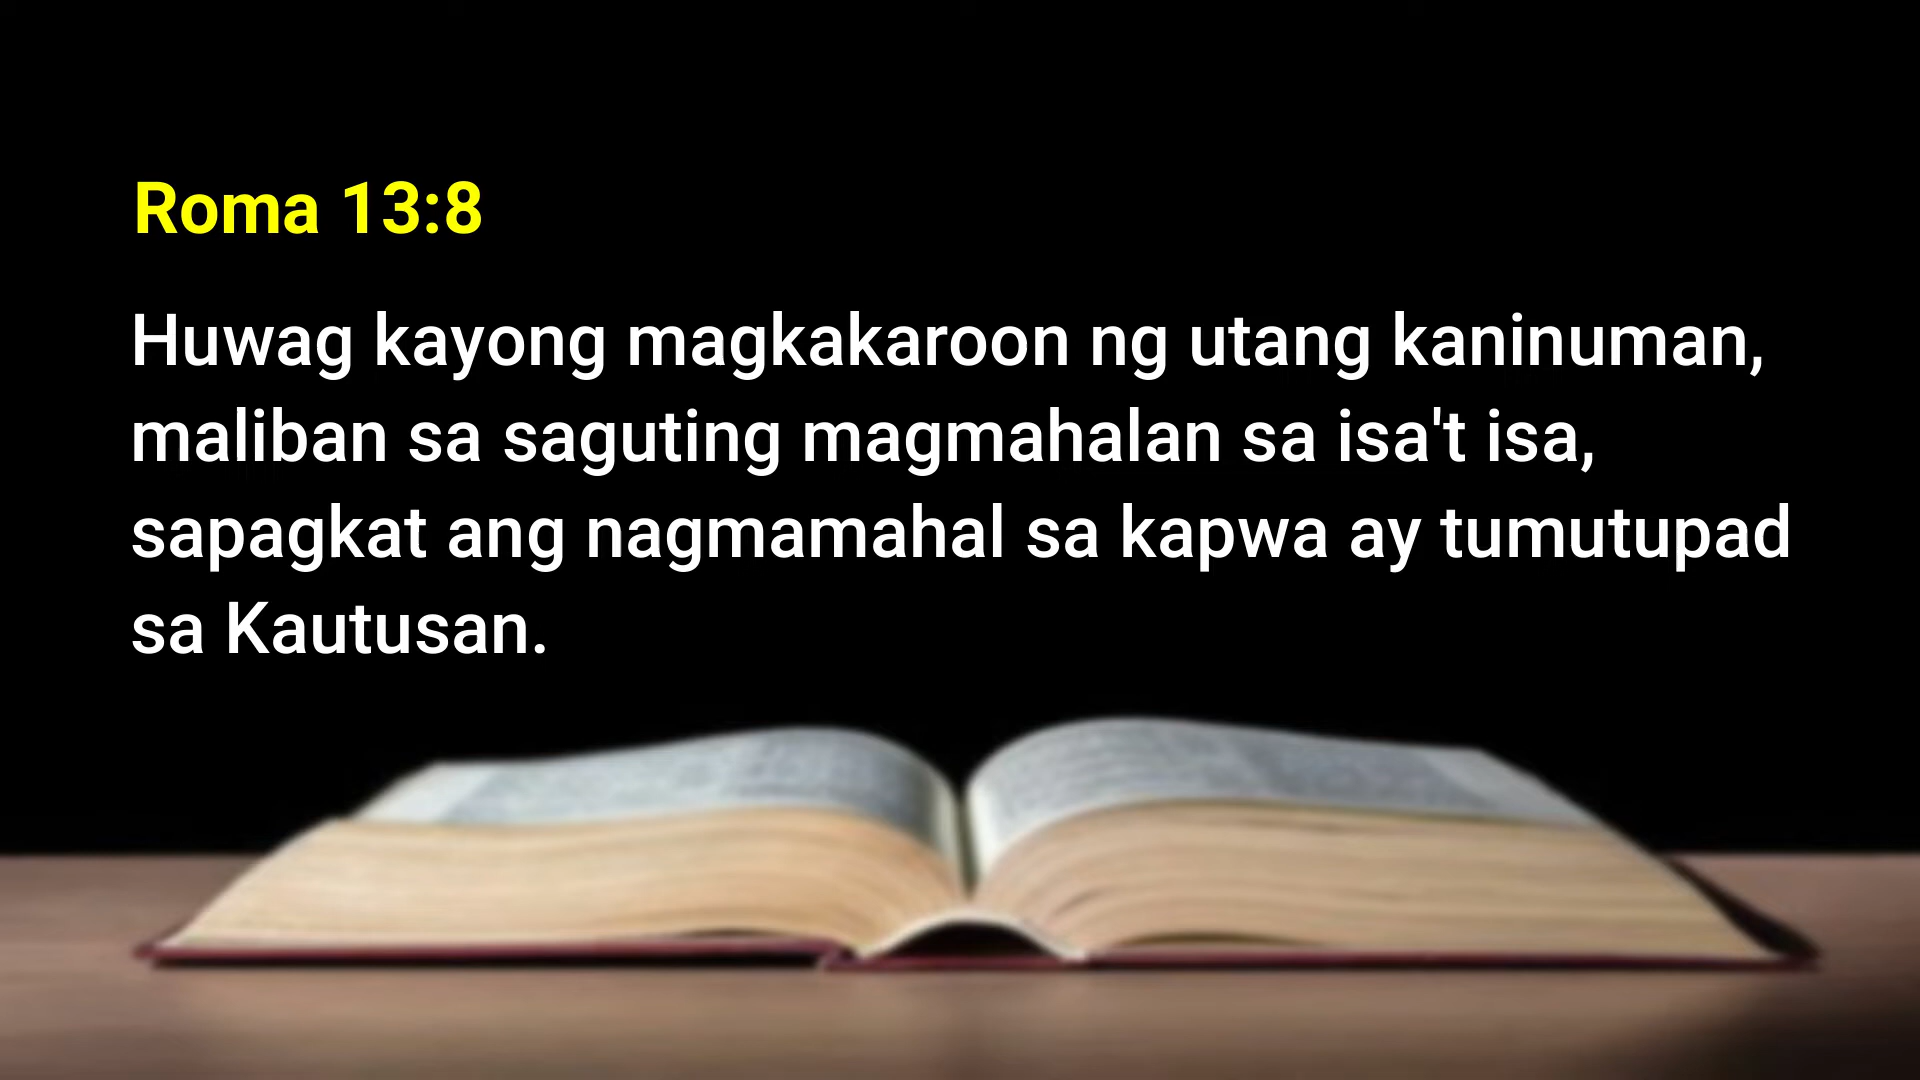 Roma 13:8
Huwag kayong magkakaroon ng utang kaninuman,
maliban sa saguting magmahalan sa isa't isa,
sapagkat ang nagmamahal sa kapwa ay tumutupad
sa Kautusan.